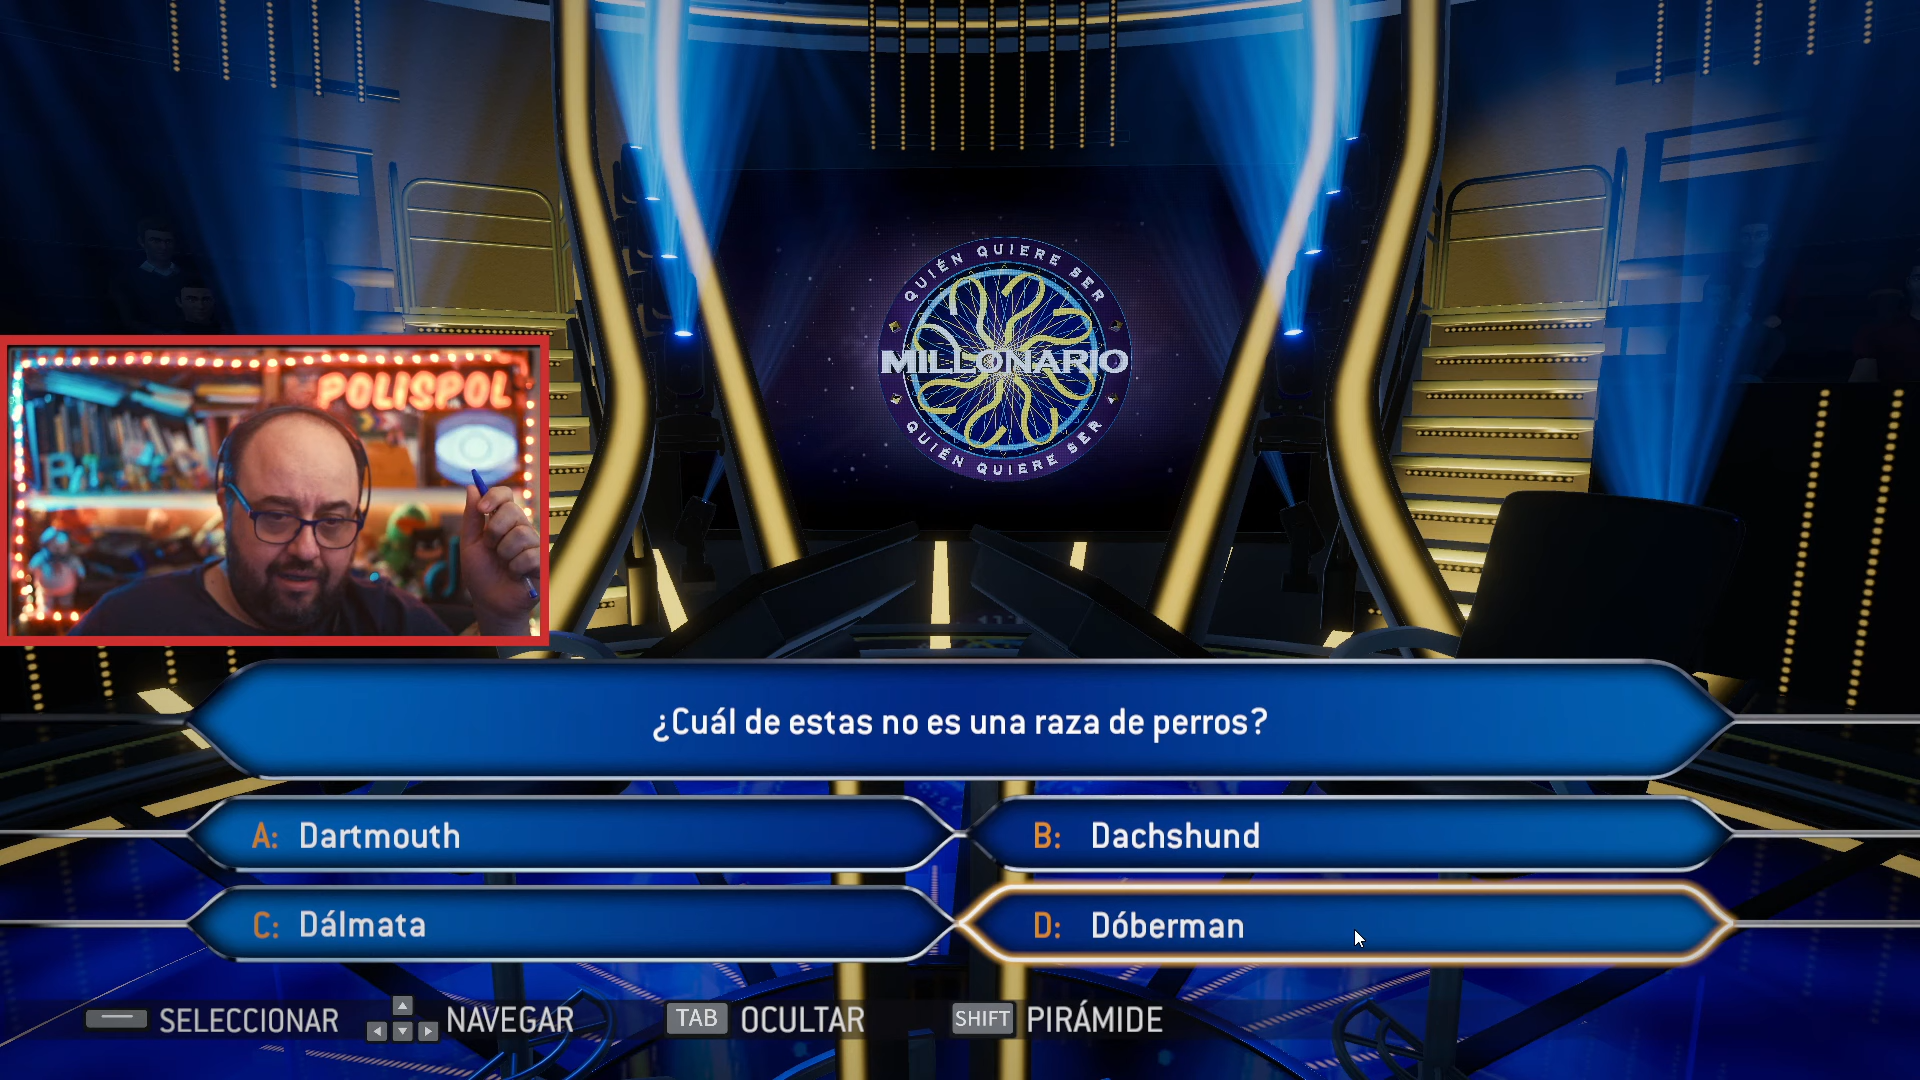 QUIÉN QUIERE SER
MILLONARIO
QUIÉN QUIERE SER
POLISPOL
¿Cuál de estas no es una raza de perros?
A: Dartmouth
B: Dachshund
C: Dálmata
D: Dóberman
SELECCIONAR
NAVEGAR
TAB OCULTAR
SHIFT PIRÁMIDE